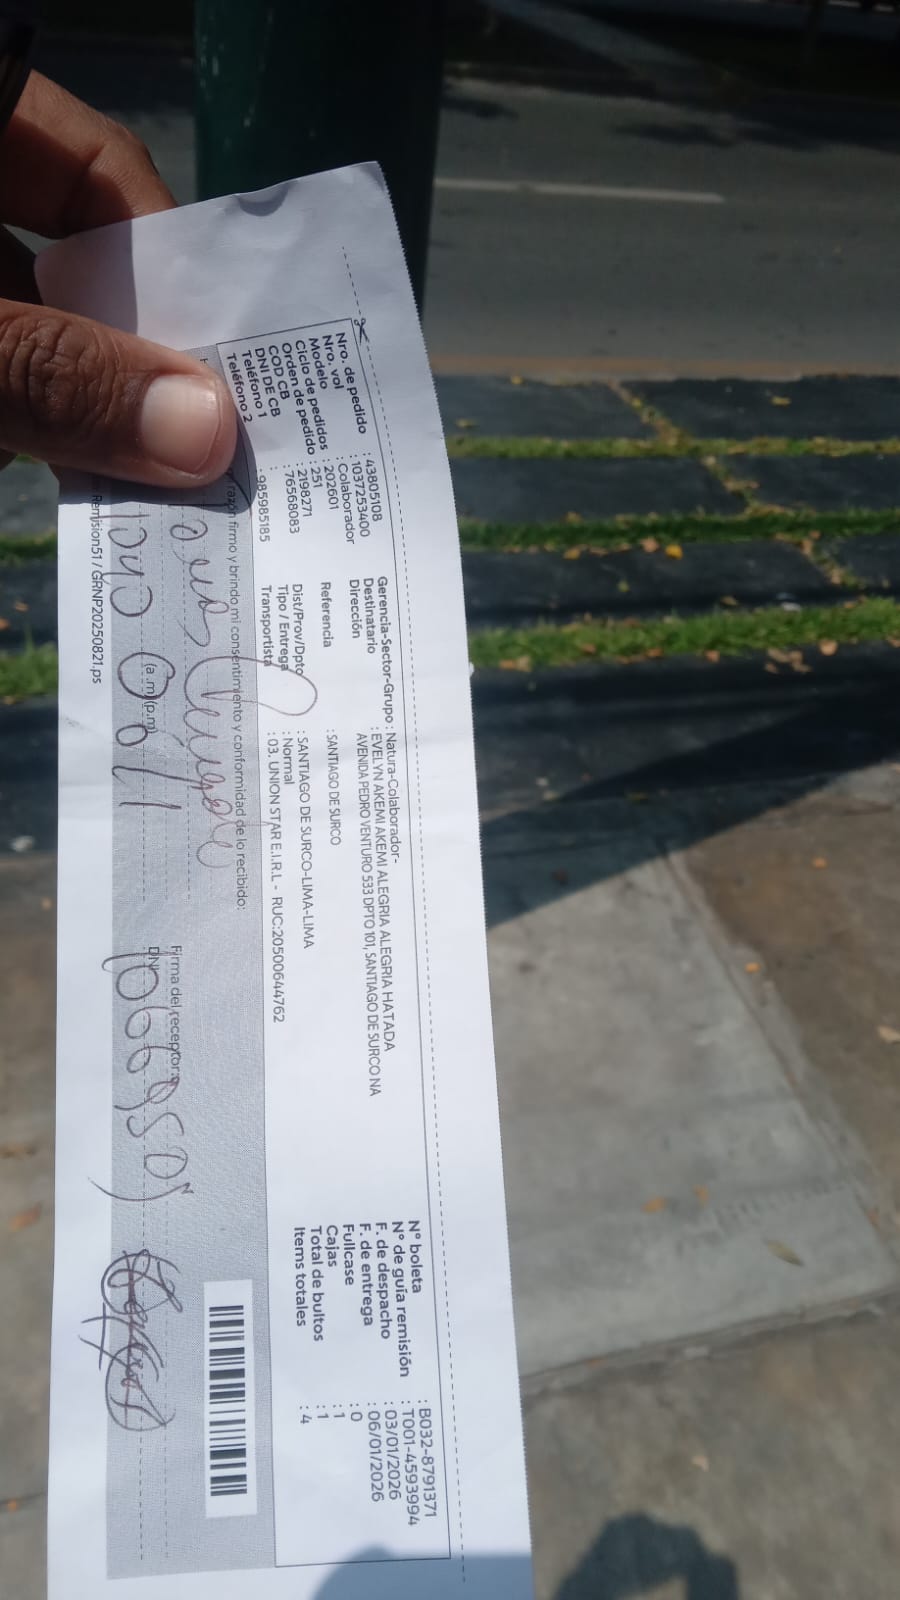 Nro. de pedido : 43805108
Nro. vol : 1037253400
Modelo : Colaborador
Ciclo de pedidos : 202601
Orden de pedido : 251
COD CB : 2198271
DNI DE CB : 76568083
Teléfono 1 :
Teléfono 2 : 985985185
Gerencia-Sector-Grupo : Natura-Colaborador-
Destinatario : EVELYN AKEMI AKEMI ALEGRIA ALEGRIA HATADA
Dirección AVENIDA PEDRO VENTURO 533 DPTO 101, SANTIAGO DE SURCO NA
Referencia : SANTIAGO DE SURCO
Dist/Prov/Dpto : SANTIAGO DE SURCO-LIMA-LIMA
Tipo / Entrega : Normal
Transportista : 03. UNION STAR E.I.R.L - RUC:20500644762
N° boleta : B032-8791371
N° de guía remisión : T001-4593994
F. de despacho : 03/01/2026
F. de entrega : 06/01/2026
Fullcase : 0
Cajas : 1
Total de bultos : 1
Items totales : 4
razón firmo y brindo mi consentimiento y conformidad de lo recibido:
(a.m)(p.m)
Firma del receptor:
DNI
Remision51 / GRNP20250821.ps